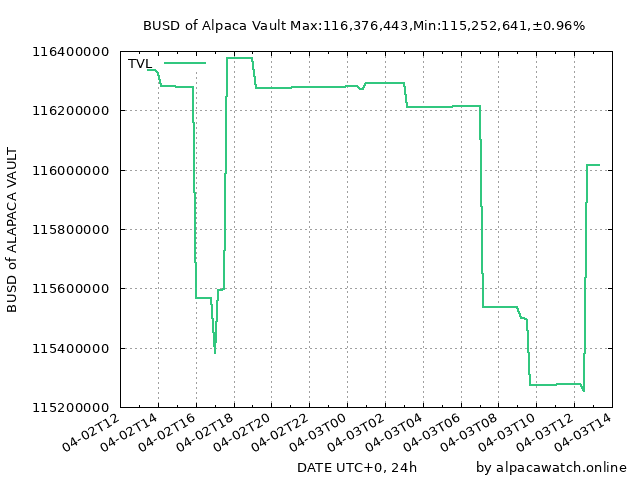 BUSD of Alpaca Vault Max:116,376,443,Min:115,252,641,±0.96%
TVL
116400000
116200000
116000000
115800000
115600000
115400000
115200000
BUSD of ALAPACA VAULT
04-02T12
04-02T14
04-02T16
04-02T18
04-02T20
04-02T22
04-03T00
04-03T02
04-03T04
04-03T06
04-03T08
04-03T10
04-03T12
04-03T14
DATE UTC+0, 24h
by alpacawatch.online